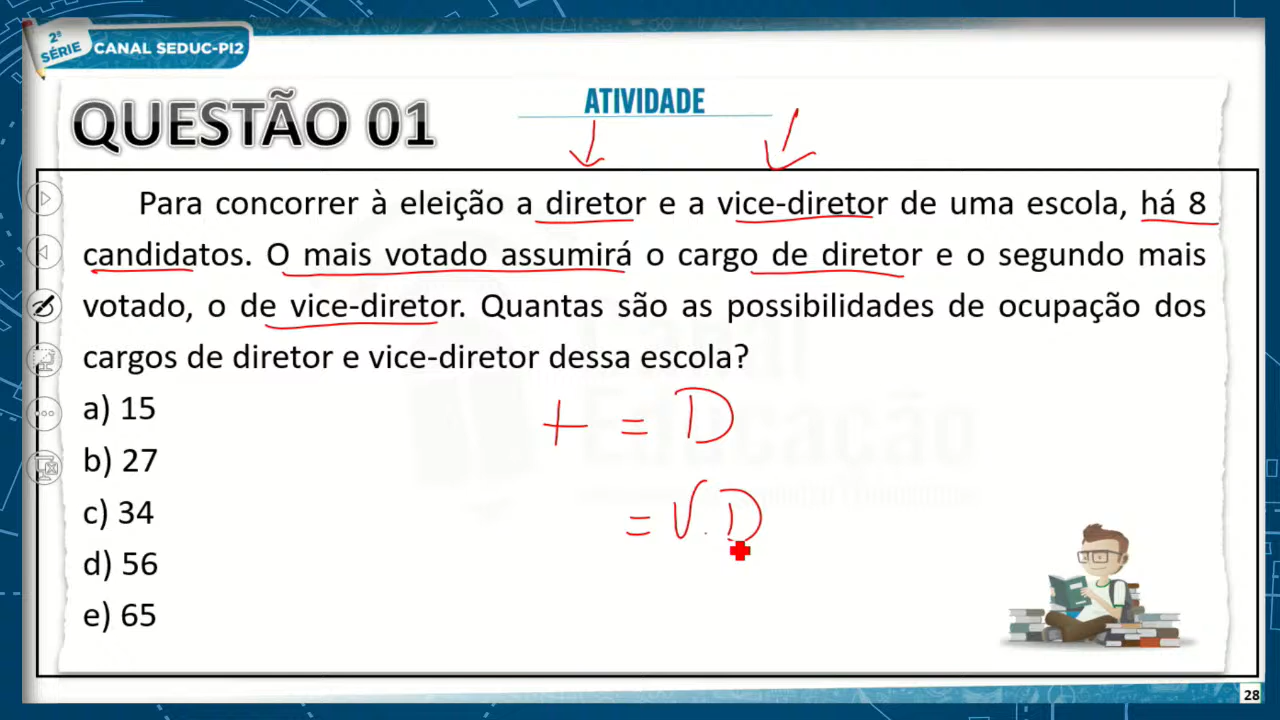 2ª
SÉRIE
CANAL SEDUC-PI2
QUESTÃO 01
ATIVIDADE
Para concorrer à eleição a diretor e a vice-diretor de uma escola, há 8
candidatos. O mais votado assumirá o cargo de diretor e o segundo mais
votado, o de vice-diretor. Quantas são as possibilidades de ocupação dos
cargos de diretor e vice-diretor dessa escola?
a) 15
b) 27
c) 34
d) 56
e) 65
+ = D
= V.D
Canal
Educação
28